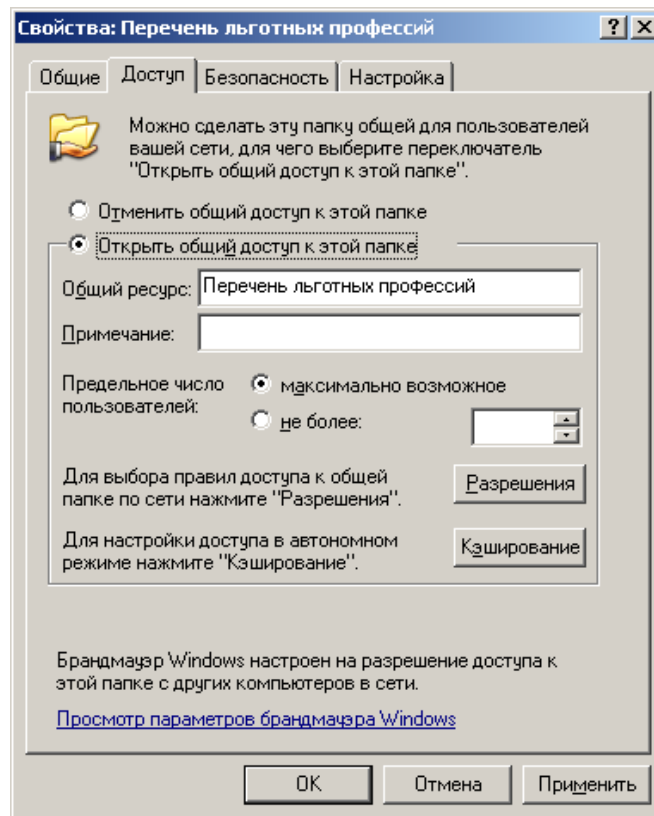 Свойства: Перечень льготных профессий
Общие Доступ Безопасность Настройка
Можно сделать эту папку общей для пользователей
вашей сети, для чего выберите переключатель
"Открыть общий доступ к этой папке".
Отменить общий доступ к этой папке
Открыть общий доступ к этой папке
Общий ресурс: Перечень льготных профессий
Примечание:
Предельное число
пользователей:
максимально возможное
не более:
Для выбора правил доступа к общей
папке по сети нажмите "Разрешения".
Разрешения
Для настройки доступа в автономном
режиме нажмите "Кэширование".
Кэширование
Брандмауэр Windows настроен на разрешение доступа к
этой папке с других компьютеров в сети.
Просмотр параметров брандмауэра Windows
OK Отмена Применить